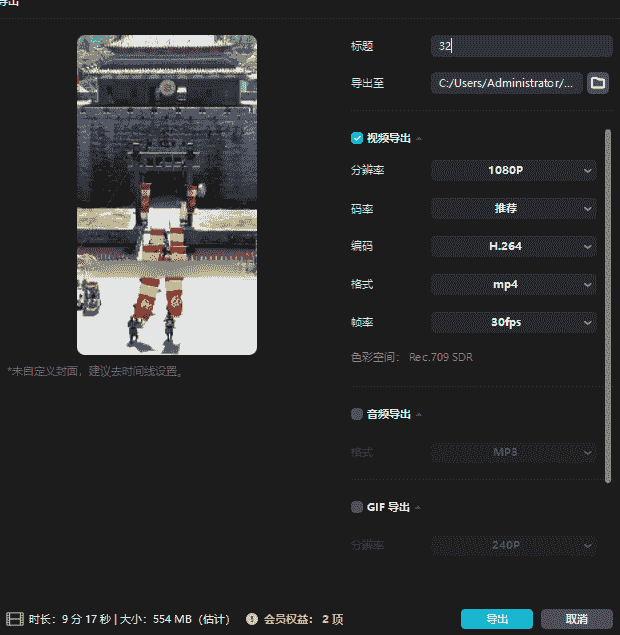 导出
标题 32
导出至 C:/Users/Administrator/...
视频导出
分辨率 1080P
码率 推荐
编码 H.264
格式 mp4
帧率 30fps
色彩空间： Rec.709 SDR
*未自定义封面，建议去时间线设置。
音频导出
格式 MP3
GIF 导出
分辨率 240P
时长：9 分 17 秒 | 大小：554 MB（估计） 会员权益： 2 项
导出 取消